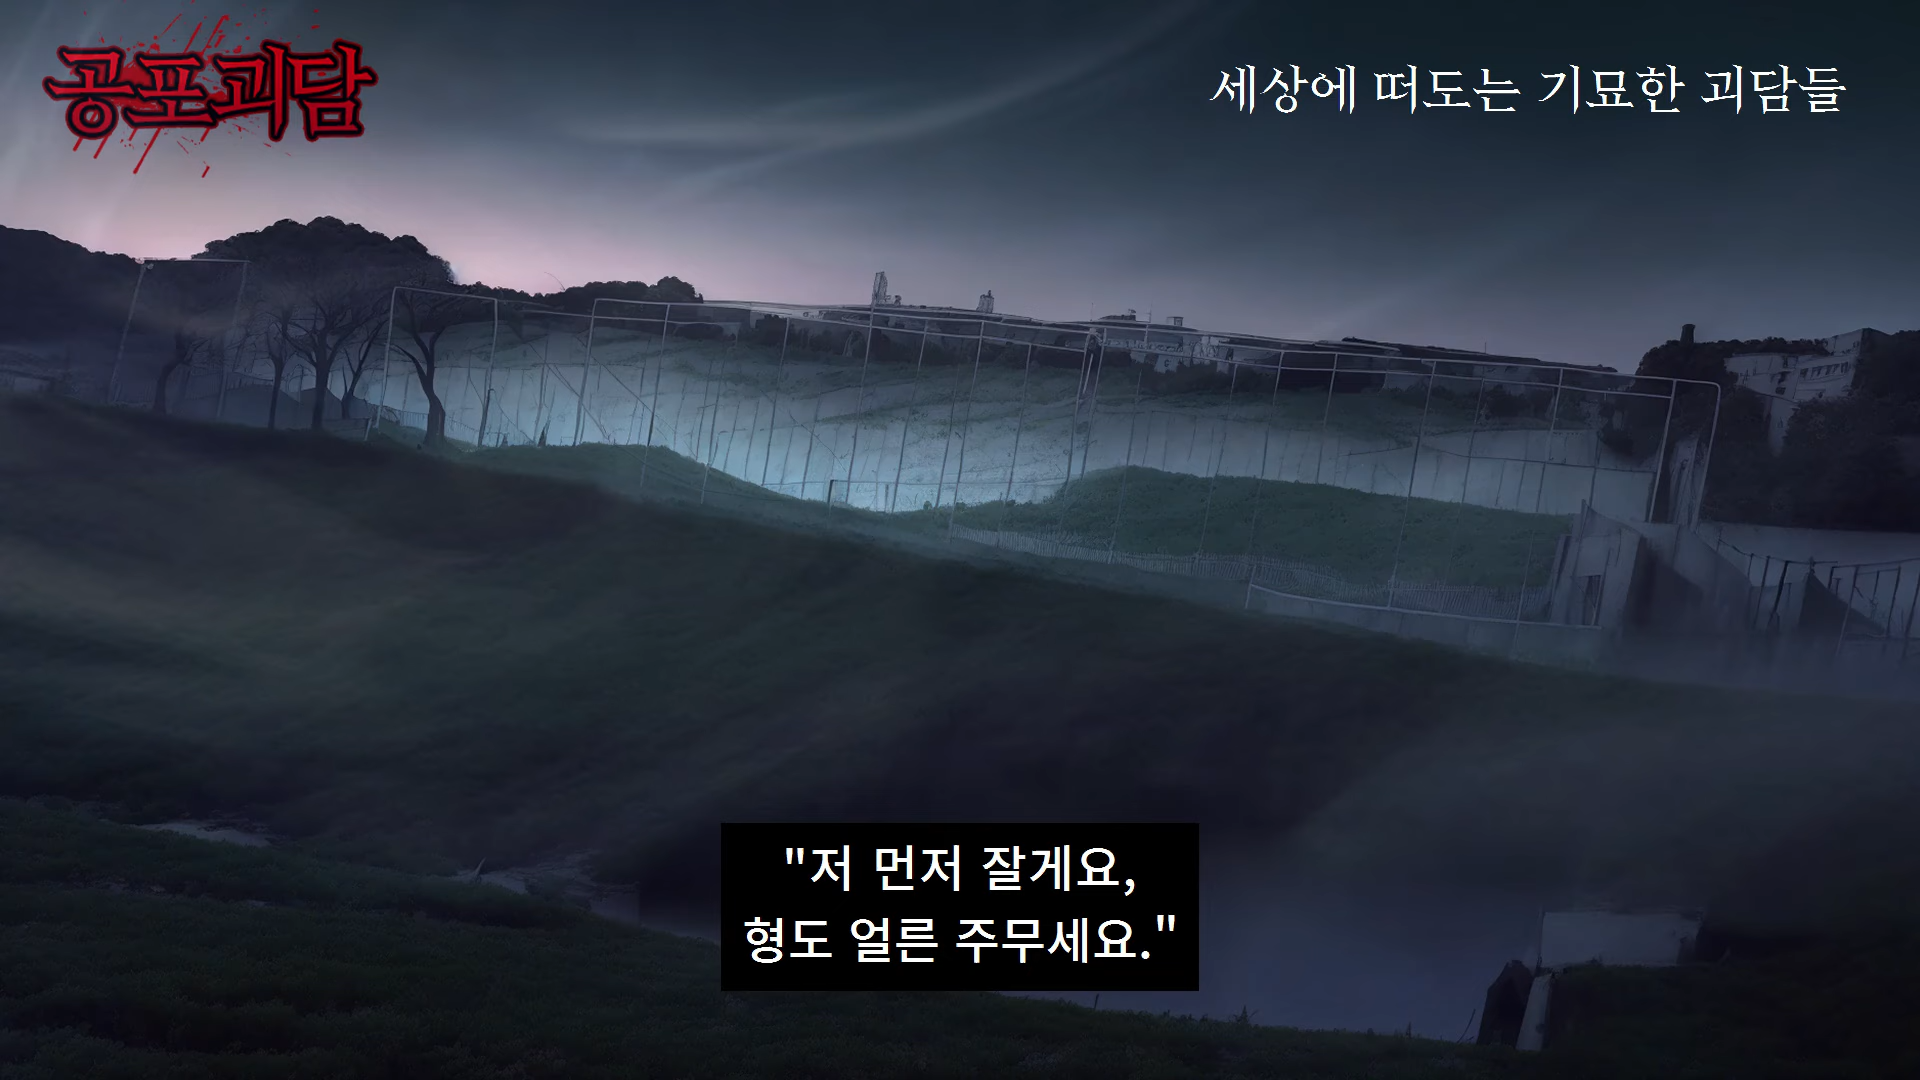 공포괴담
세상에 떠도는 기묘한 괴담들
"저 먼저 잘게요,
형도 얼른 주무세요."